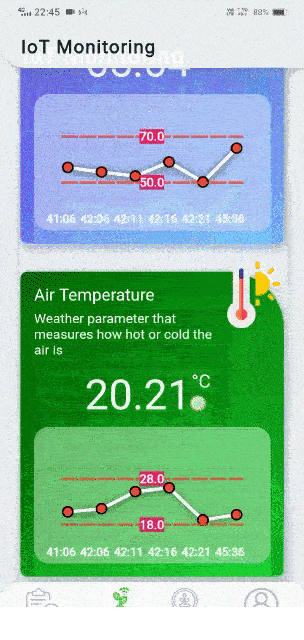 4G 22:45 88%
IoT Monitoring
70.0
50.0
41:06 42:06 42:11 42:16 42:21 45:36
Air Temperature
Weather parameter that
measures how hot or cold the
air is
20.21°C
28.0
18.0
41:06 42:06 42:11 42:16 42:21 45:36